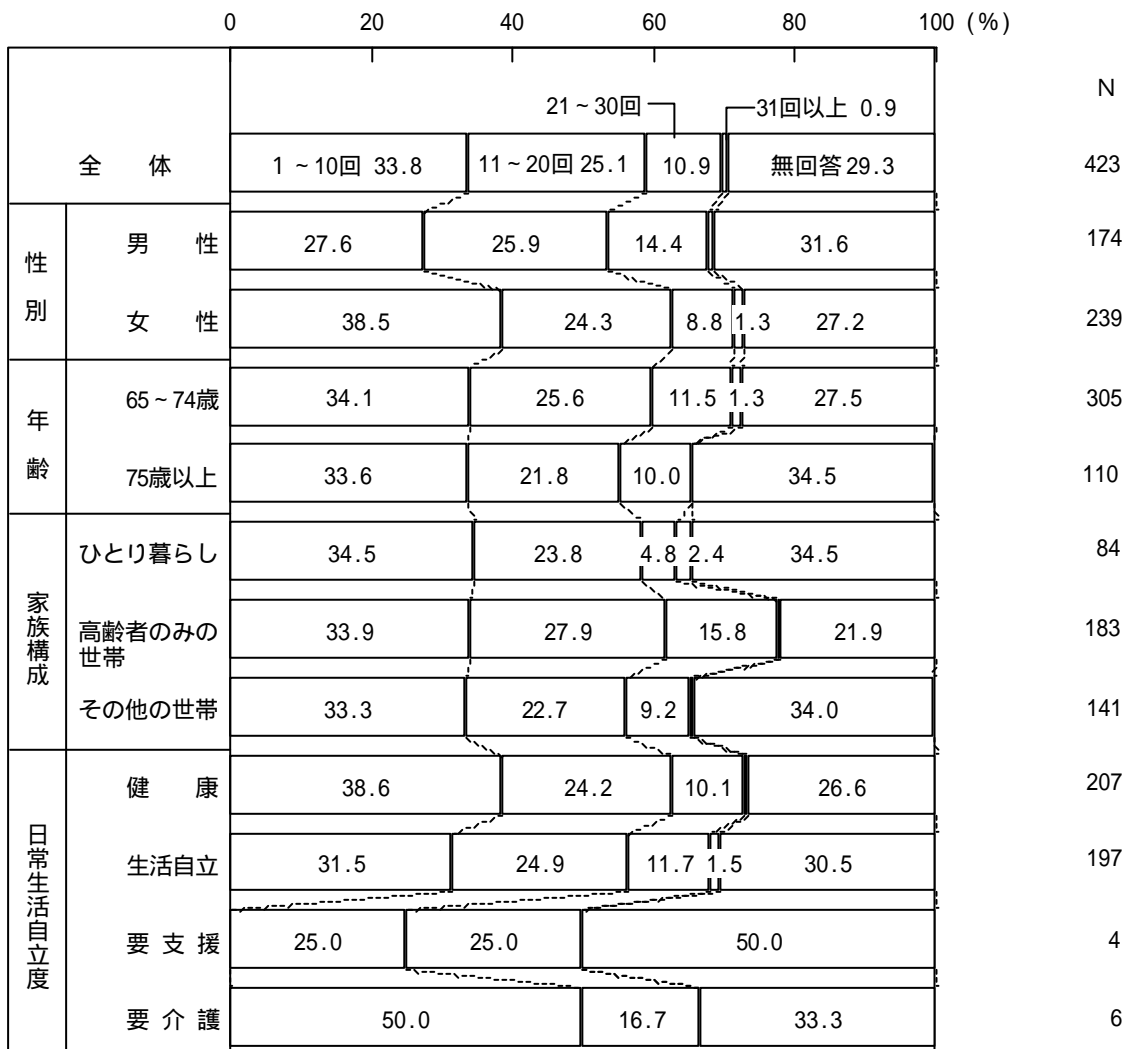 0 20 40 60 80 100 (%)
N
21~30回 31回以上 0.9
全体 1~10回 33.8 11~20回 25.1 10.9 無回答 29.3 423
性別
男性 27.6 25.9 14.4 31.6 174
女性 38.5 24.3 8.8 1.3 27.2 239
年齢
65~74歳 34.1 25.6 11.5 1.3 27.5 305
75歳以上 33.6 21.8 10.0 34.5 110
家族構成
ひとり暮らし 34.5 23.8 4.8 2.4 34.5 84
高齢者のみの
世帯 33.9 27.9 15.8 21.9 183
その他の世帯 33.3 22.7 9.2 34.0 141
日常生活自立度
健康 38.6 24.2 10.1 26.6 207
生活自立 31.5 24.9 11.7 1.5 30.5 197
要支援 25.0 25.0 50.0 4
要介護 50.0 16.7 33.3 6